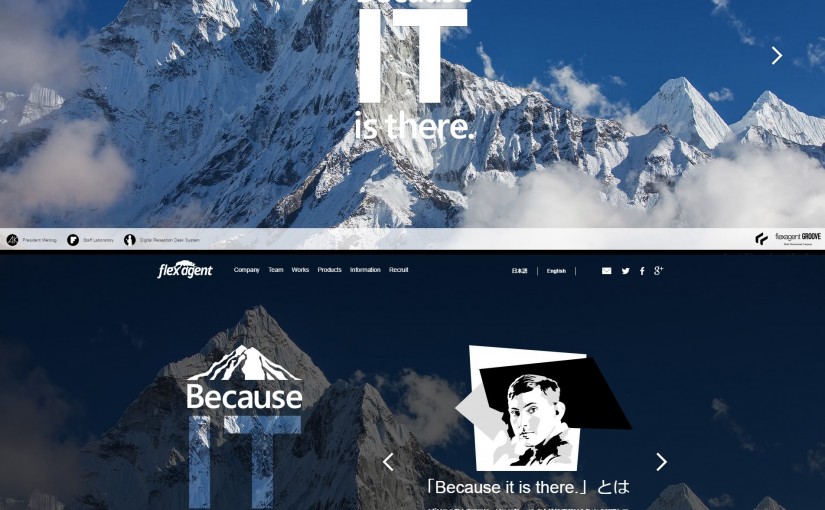 Because
IT
is there.
President Weblog
Staff Laboratory
Digital Reception Desk System
flexagent GROOVE
flexagent
Company
Team
Works
Products
Information
Recruit
日本語
English
Because
IT
「Because it is there.」とは